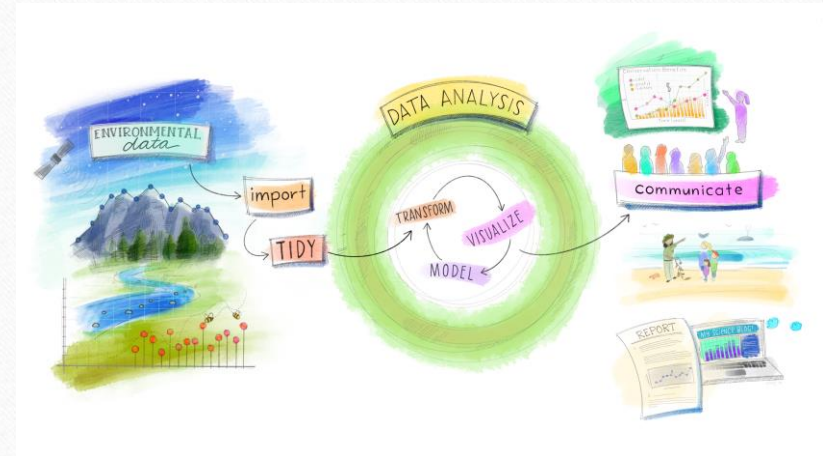 ENVIRONMENTAL
data
import
TIDY
DATA ANALYSIS
TRANSFORM
VISUALIZE
MODEL
$
communicate
REPORT